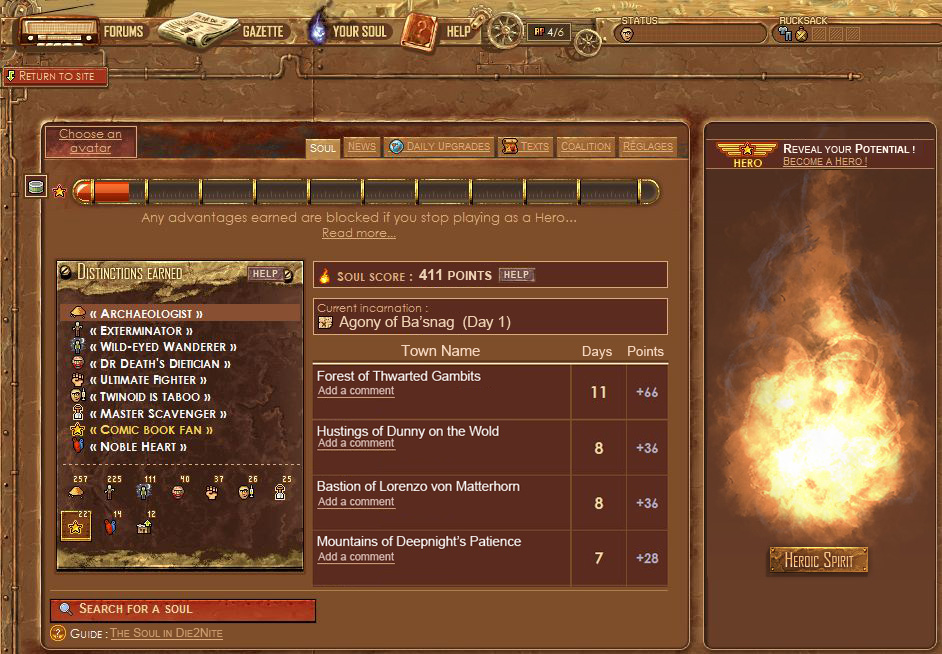 FORUMS
GAZETTE
YOUR SOUL
HELP
AP 4/6
STATUS
RUCKSACK
RETURN TO SITE
Choose an
avatar
SOUL
NEWS
DAILY UPGRADES
TEXTS
COALITION
RÉGLAGES
Any advantages earned are blocked if you stop playing as a Hero...
Read more...
DISTINCTIONS EARNED
HELP
« ARCHAEOLOGIST »
« EXTERMINATOR »
« WILD-EYED WANDERER »
« DR DEATH'S DIETICIAN »
« ULTIMATE FIGHTER »
« TWINOID IS TABOO »
« MASTER SCAVENGER »
« COMIC BOOK FAN »
« NOBLE HEART »
257 225 111 40 37 26 25
22 14 12
SOUL SCORE : 411 POINTS HELP
Current incarnation :
Agony of Ba'snag (Day 1)
Town Name Days Points
Forest of Thwarted Gambits
Add a comment
11 +66
Hustings of Dunny on the Wold
Add a comment
8 +36
Bastion of Lorenzo von Matterhorn
Add a comment
8 +36
Mountains of Deepnight's Patience
Add a comment
7 +28
SEARCH FOR A SOUL
GUIDE : THE SOUL IN DIE2NITE
HERO
REVEAL YOUR POTENTIAL !
BECOME A HERO !
HEROIC SPIRIT